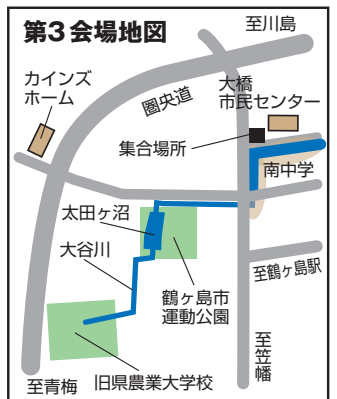 第3会場地図
至川島
カインズ
ホーム
圏央道
大橋
市民センター
集合場所
南中学
太田ヶ沼
大谷川
鶴ヶ島市
運動公園
至鶴ヶ島駅
至笠幡
至青梅
旧県農業大学校